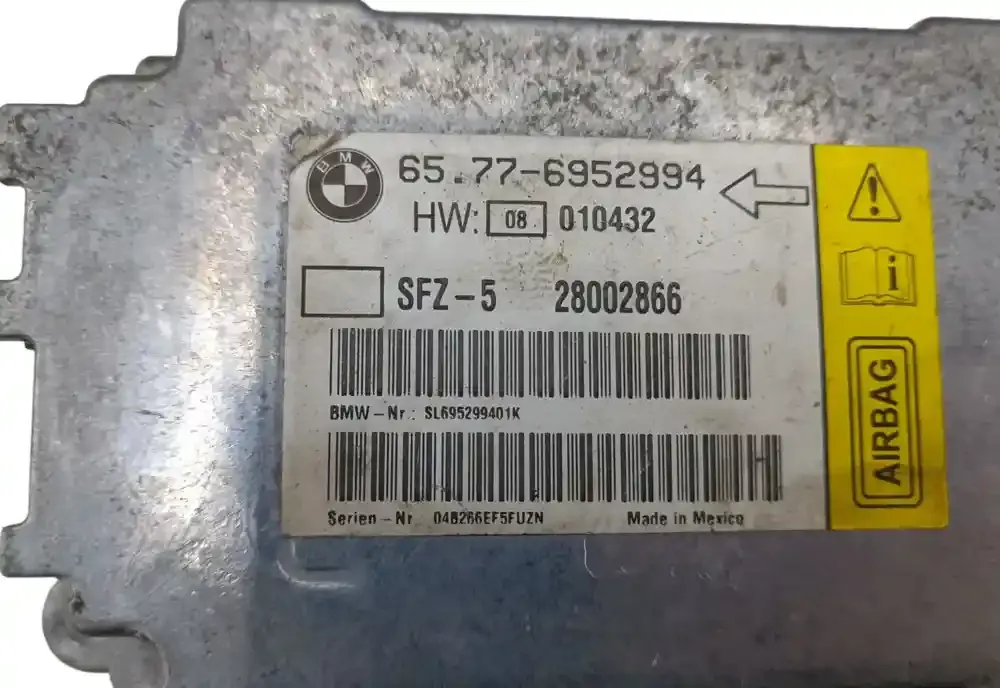 BMW
65.77-6952994
HW: 08. 010432
SFZ-5 28002866
BMW-Nr.: SL695299401K
Serien-Nr 04B266EF5FUZN
Made in Mexico
i
AIRBAG